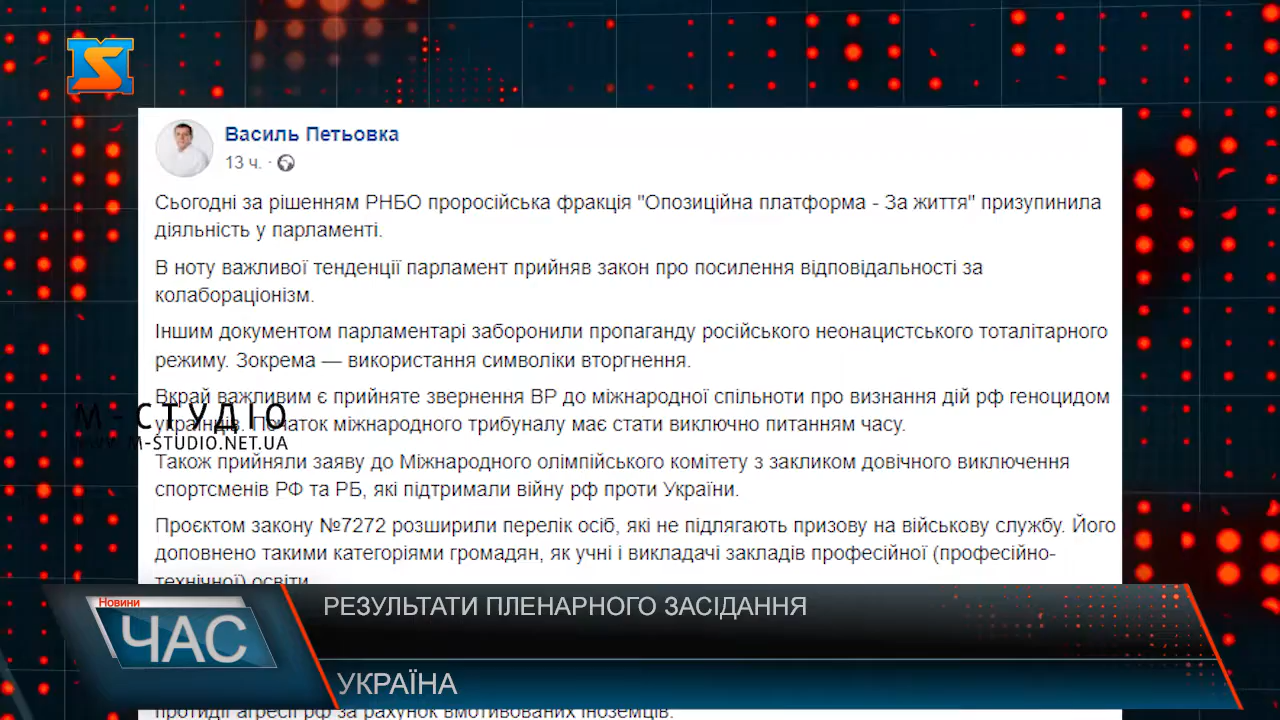 Василь Петьовка
13 ч. ·
Сьогодні за рішенням РНБО проросійська фракція "Опозиційна платформа - За життя" призупинила
діяльність у парламенті.
В ноту важливої тенденції парламент прийняв закон про посилення відповідальності за
колабораціонізм.
Іншим документом парламентарі заборонили пропаганду російського неонацистського тоталітарного
режиму. Зокрема — використання символіки вторгнення.
Вкрай важливим є прийняте звернення ВР до міжнародної спільноти про визнання дій рф геноцидом
М-СТУДІО
українців. Початок міжнародного трибуналу має стати виключно питанням часу.
WWW.M-STUDIO.NET.UA
Також прийняли заяву до Міжнародного олімпійського комітету з закликом довічного виключення
спортсменів РФ та РБ, які підтримали війну рф проти України.
Проєктом закону №7272 розширили перелік осіб, які не підлягають призову на військову службу. Його
доповнено такими категоріями громадян, як учні і викладачі закладів професійної (професійно-
технічної) освіти.
Новини
ЧАС
РЕЗУЛЬТАТИ ПЛЕНАРНОГО ЗАСІДАННЯ
УКРАЇНА
протидії агресії рф за рахунок вмотивованих іноземців.